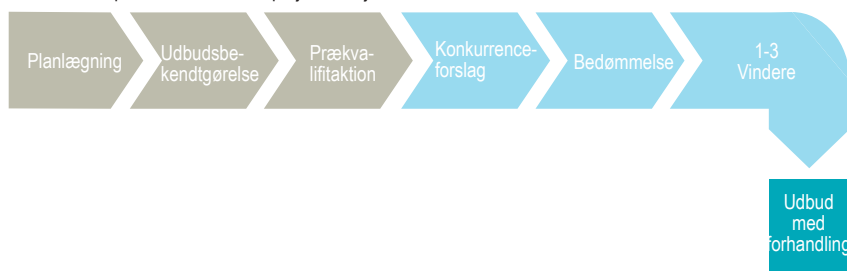 Planlægning
Udbudsbe-
kendtgørelse
Prækva-
lifitaktion
Konkurrence-
forslag
Bedømmelse
1-3
Vindere
Udbud
med
forhandling